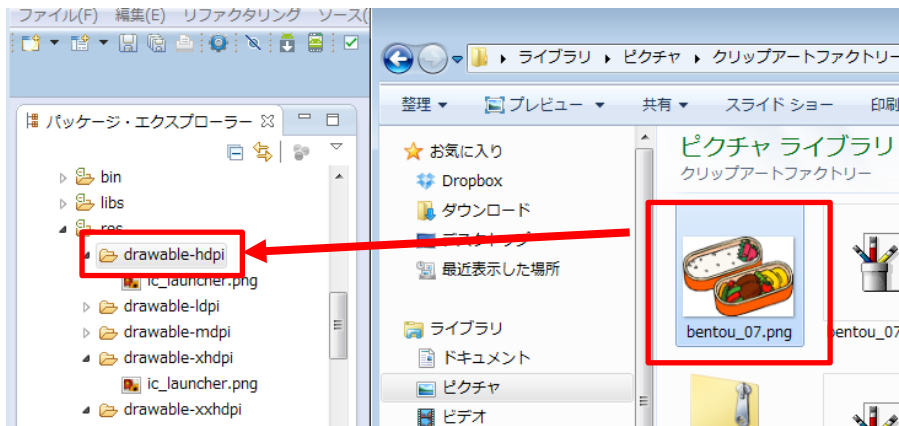 ファイル(F) 編集(E) リファクタリング ソース(
パッケージ・エクスプローラー
bin
libs
res
drawable-hdpi
ic_launcher.png
drawable-ldpi
drawable-mdpi
drawable-xhdpi
ic_launcher.png
drawable-xxhdpi
ライブラリ ピクチャ クリップアートファクトリー
整理 プレビュー 共有 スライド ショー 印刷
お気に入り
Dropbox
ダウンロード
デスクトップ
最近表示した場所
ライブラリ
ドキュメント
ピクチャ
ビデオ
ピクチャ ライブラリ
クリップアートファクトリー
bentou_07.png
bentou_07